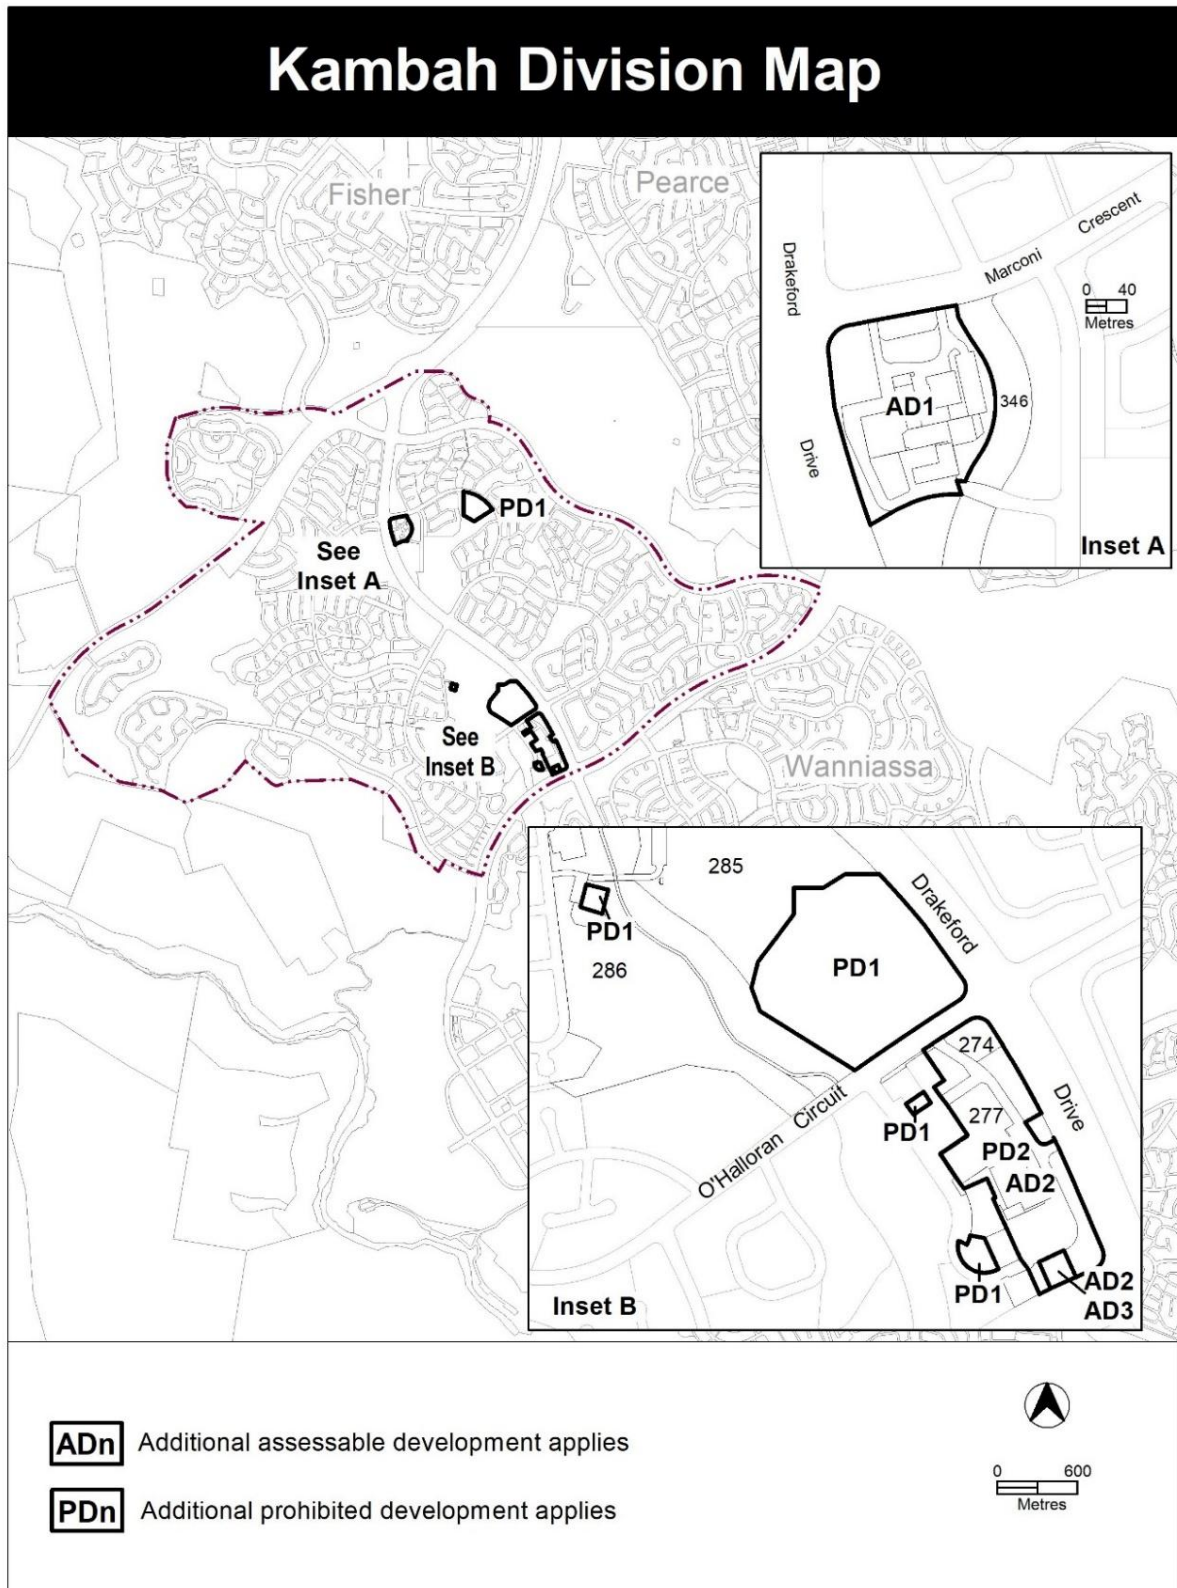 Kambah Division Map
Fisher
Pearce
Drakeford
Drive
Marconi
Crescent
0 40
Metres
AD1
346
Inset A
PD1
See
Inset A
See
Inset B
Wanniassa
285
PD1
286
Drakeford
PD1
274
Drive
O'Halloran Circuit
PD1
277
PD2
AD2
PD1
AD2
AD3
Inset B
ADn Additional assessable development applies
PDn Additional prohibited development applies
0 600
Metres